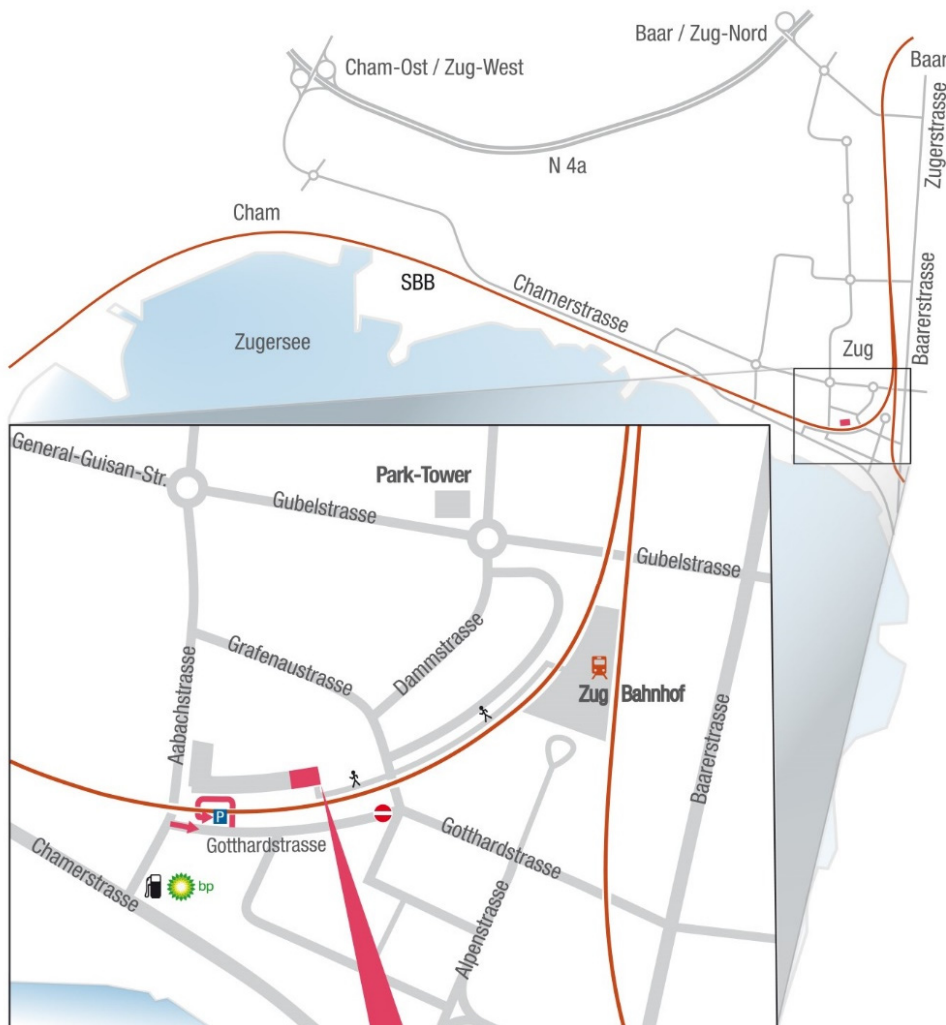 Baar / Zug-Nord
Cham-Ost / Zug-West
Baar
Zugerstrasse
N 4a
Cham
SBB
Chamerstrasse
Zugersee
Baarerstrasse
Zug
General-Guisan-Str.
Park-Tower
Gubelstrasse
Gubelstrasse
Grafenaustrasse
Dammstrasse
Aabachstrasse
Zug Bahnhof
Baarerstrasse
P
Gotthardstrasse
Gotthardstrasse
Chamerstrasse
bp
Alpenstrasse